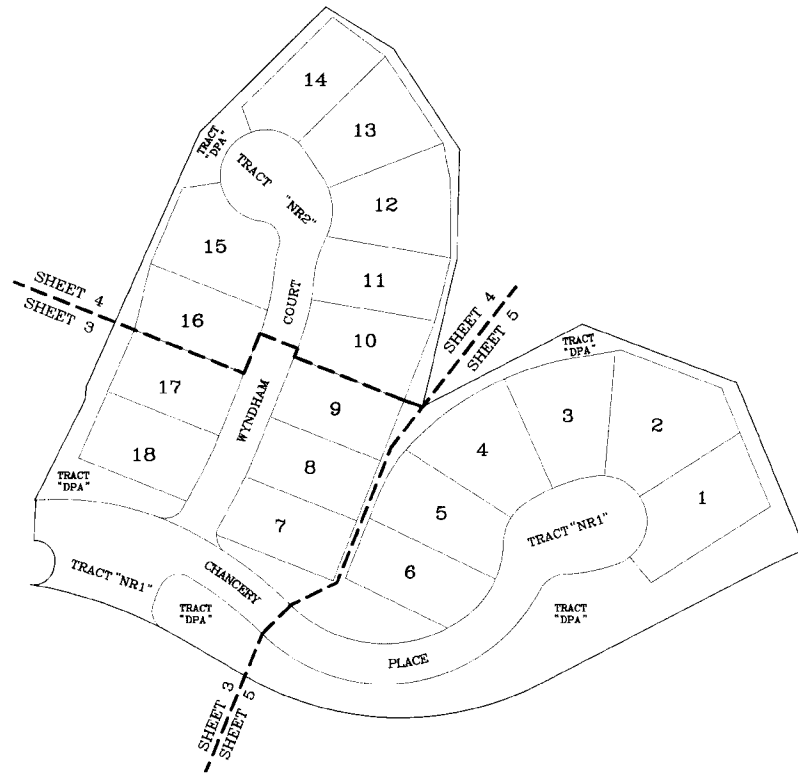 14
13
TRACT
"DPA"
TRACT "NR2"
12
15
11
SHEET 4
SHEET 3
COURT
16
10
SHEET 4
SHEET 5
TRACT
"DPA"
17
WYNDHAM
9
3
2
4
18
8
TRACT
"DPA"
1
5
7
TRACT "NR1"
6
TRACT "NR1"
CHANCERY
TRACT
"DPA"
TRACT
"DPA"
PLACE
SHEET 3
SHEET 5